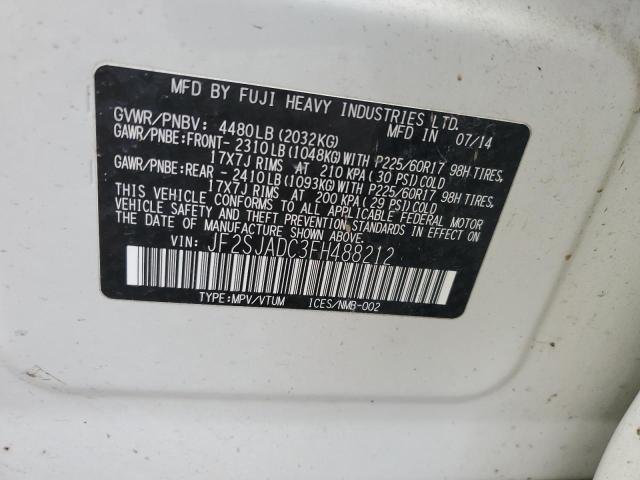 MFD BY FUJI HEAVY INDUSTRIES LTD.
GVWR/PNBV: 4480LB(2032KG) MFD IN 07/14
GAWR/PNBE:FRONT- 2310LB(1048KG)WITH P225/60R17 98H TIRES,
17X7J RIMS AT 210 KPA(30 PSI)COLD
GAWR/PNBE:REAR - 2410LB(1093KG)WITH P225/60R17 98H TIRES,
17X7J RIMS AT 200 KPA(29 PSI)COLD
THIS VEHICLE CONFORMS TO ALL APPLICABLE FEDERAL MOTOR
VEHICLE SAFETY AND THEFT PREVENTION STANDARDS IN EFFECT ON
THE DATE OF MANUFACTURE SHOWN ABOVE.
VIN: JF2SJADC3FH488212
TYPE:MPV/VTUM ICES/NMB-002